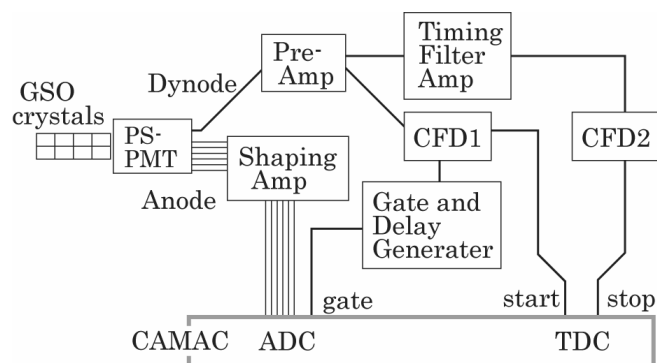 Pre-
Amp
Timing
Filter
Amp
Dynode
GSO
crystals
PS-
PMT
Shaping
Amp
CFD1
CFD2
Anode
Gate and
Delay
Generater
gate
start
stop
CAMAC
ADC
TDC